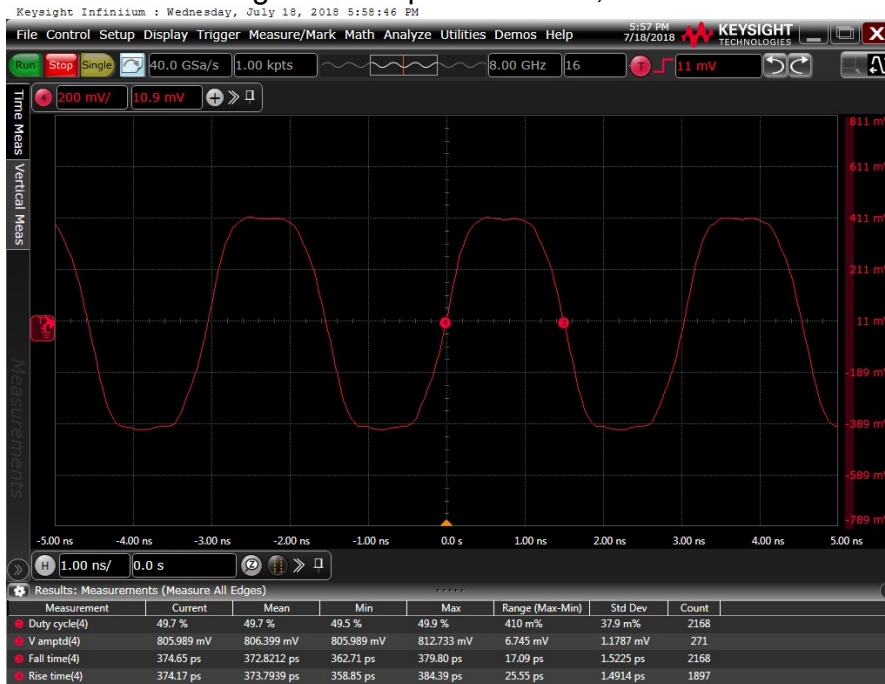 Keysight Infiniium : Wednesday, July 18, 2018 5:58:46 PM
File Control Setup Display Trigger Measure/Mark Math Analyze Utilities Demos Help 5:57 PM 7/18/2018 KEYSIGHT TECHNOLOGIES
Run Stop Single 40.0 GSa/s 1.00 kpts 8.00 GHz 16 T 11 mV
4 200 mV/ 10.9 mV
Time Meas
Vertical Meas
Measurements
811 m
611 m
411 m
211 m
11 m
-189 m
-389 m
-589 m
-789 m
4 3
-5.00 ns -4.00 ns -3.00 ns -2.00 ns -1.00 ns 0.0 s 1.00 ns 2.00 ns 3.00 ns 4.00 ns 5.00 ns
H 1.00 ns/ 0.0 s
Results: Measurements (Measure All Edges)
Measurement Current Mean Min Max Range (Max-Min) Std Dev Count
Duty cycle(4) 49.7 % 49.7 % 49.5 % 49.9 % 410 m% 37.9 m% 2168
V amptd(4) 805.989 mV 806.399 mV 805.989 mV 812.733 mV 6.745 mV 1.1787 mV 271
Fall time(4) 374.65 ps 372.8212 ps 362.71 ps 379.80 ps 17.09 ps 1.5225 ps 2168
Rise time(4) 374.17 ps 373.7939 ps 358.85 ps 384.39 ps 25.55 ps 1.4914 ps 1897